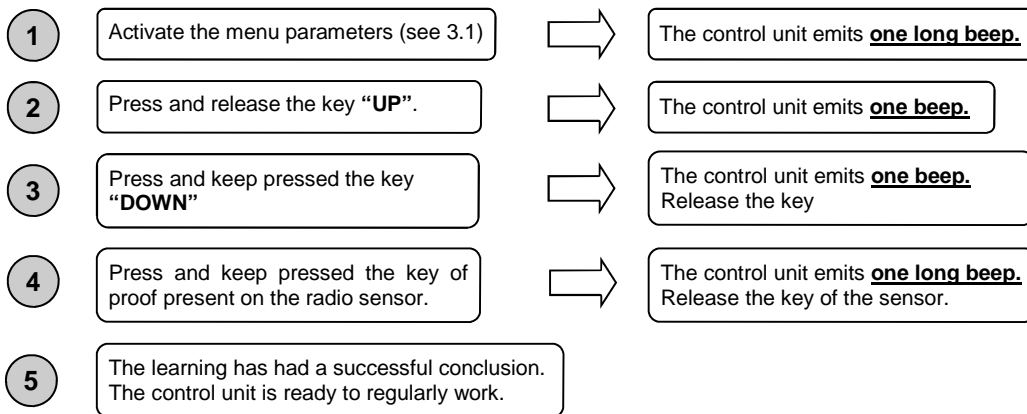 1
Activate the menu parameters (see 3.1)
The control unit emits one long beep.
2
Press and release the key “UP”.
The control unit emits one beep.
3
Press and keep pressed the key
“DOWN”
The control unit emits one beep.
Release the key
4
Press and keep pressed the key of
proof present on the radio sensor.
The control unit emits one long beep.
Release the key of the sensor.
5
The learning has had a successful conclusion.
The control unit is ready to regularly work.